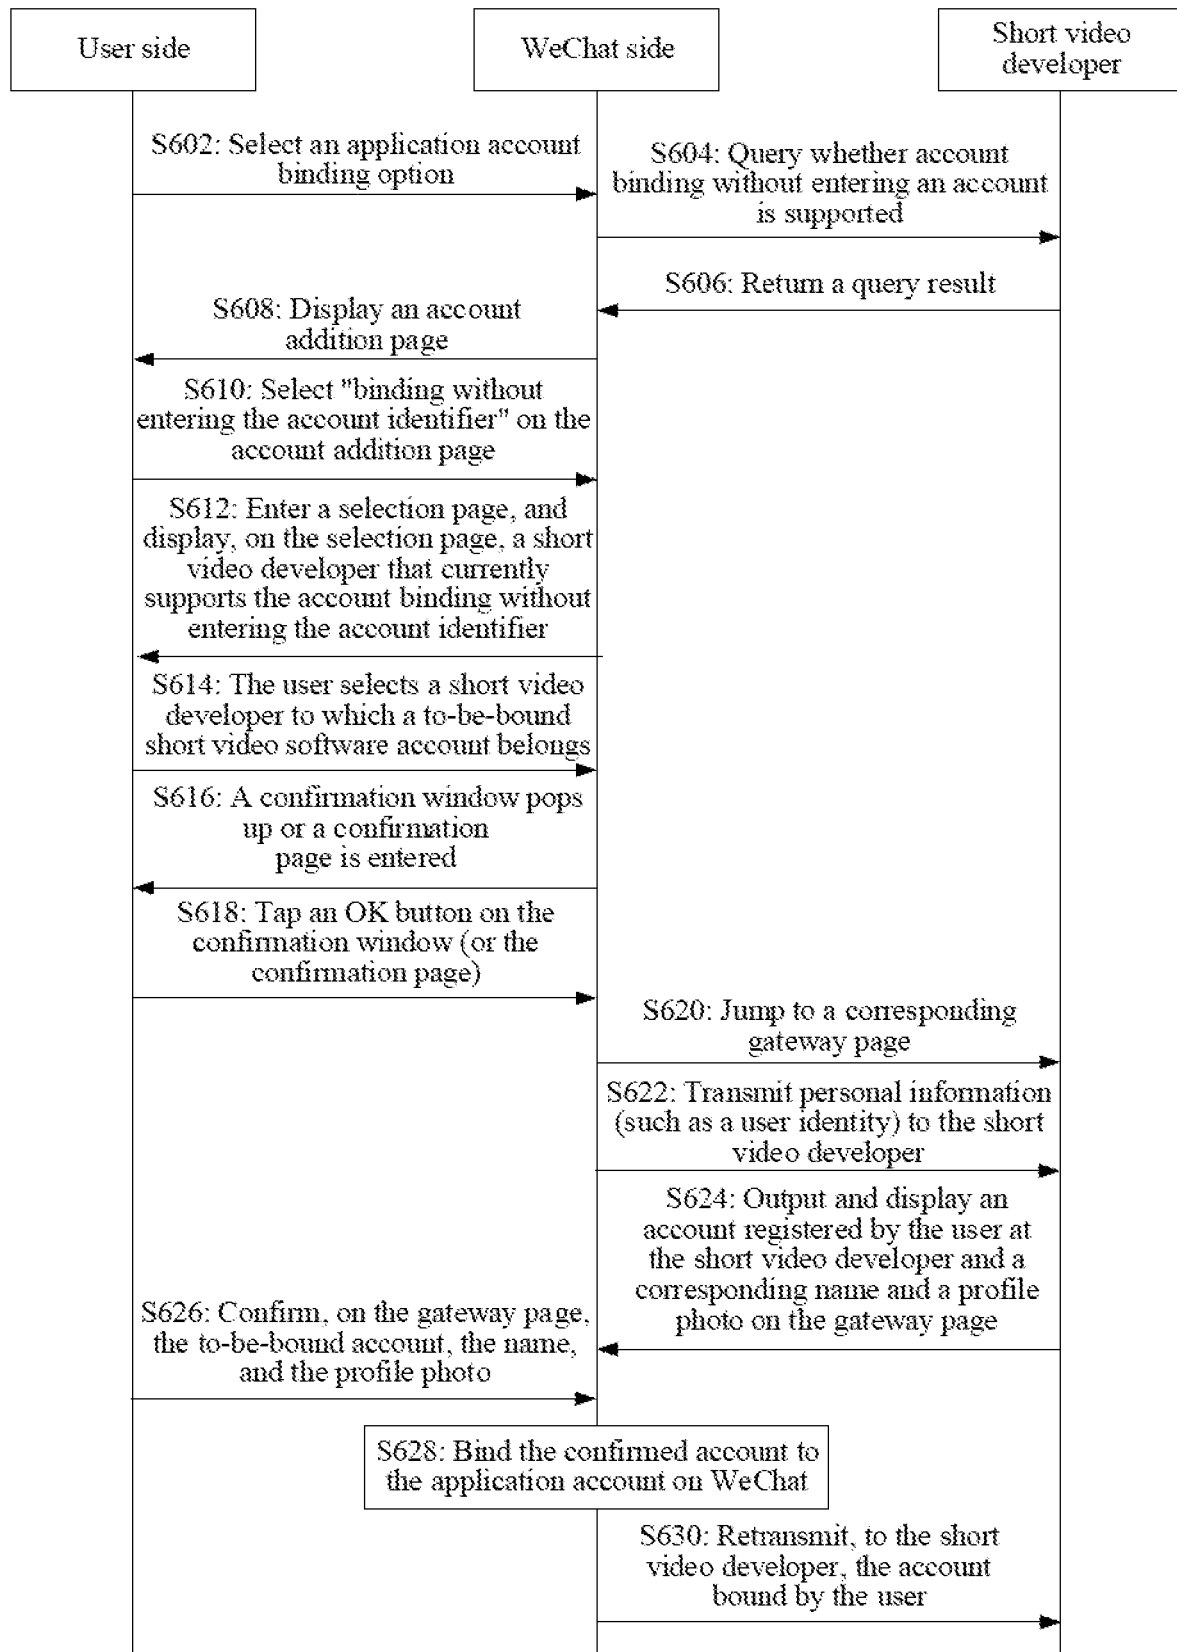 User side
WeChat side
Short video
developer
S602: Select an application account
binding option
S604: Query whether account
binding without entering an account
is supported
S606: Return a query result
S608: Display an account
addition page
S610: Select "binding without
entering the account identifier" on the
account addition page
S612: Enter a selection page, and
display, on the selection page, a short
video developer that currently
supports the account binding without
entering the account identifier
S614: The user selects a short video
developer to which a to-be-bound
short video software account belongs
S616: A confirmation window pops
up or a confirmation
page is entered
S618: Tap an OK button on the
confirmation window (or the
confirmation page)
S620: Jump to a corresponding
gateway page
S622: Transmit personal information
(such as a user identity) to the short
video developer
S624: Output and display an
account registered by the user at
the short video developer and a
corresponding name and a profile
photo on the gateway page
S626: Confirm, on the gateway page,
the to-be-bound account, the name,
and the profile photo
S628: Bind the confirmed account to
the application account on WeChat
S630: Retransmit, to the short
video developer, the account
bound by the user